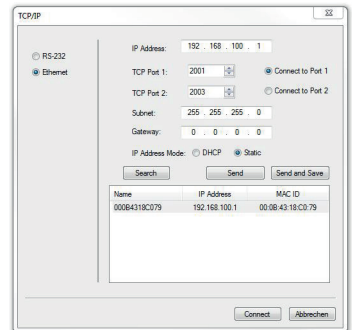 TCP/IP
RS-232
Ethernet
IP Address: 192 . 168 . 100 . 1
TCP Port 1: 2001 Connect to Port 1
TCP Port 2: 2003 Connect to Port 2
Subnet: 255 . 255 . 255 . 0
Gateway: 0 . 0 . 0 . 0
IP Address Mode: DHCP Static
Search Send Send and Save
Name IP Address MAC ID
000B4318C079 192.168.100.1 00:0B:43:18:C0:79
Connect Abbrechen